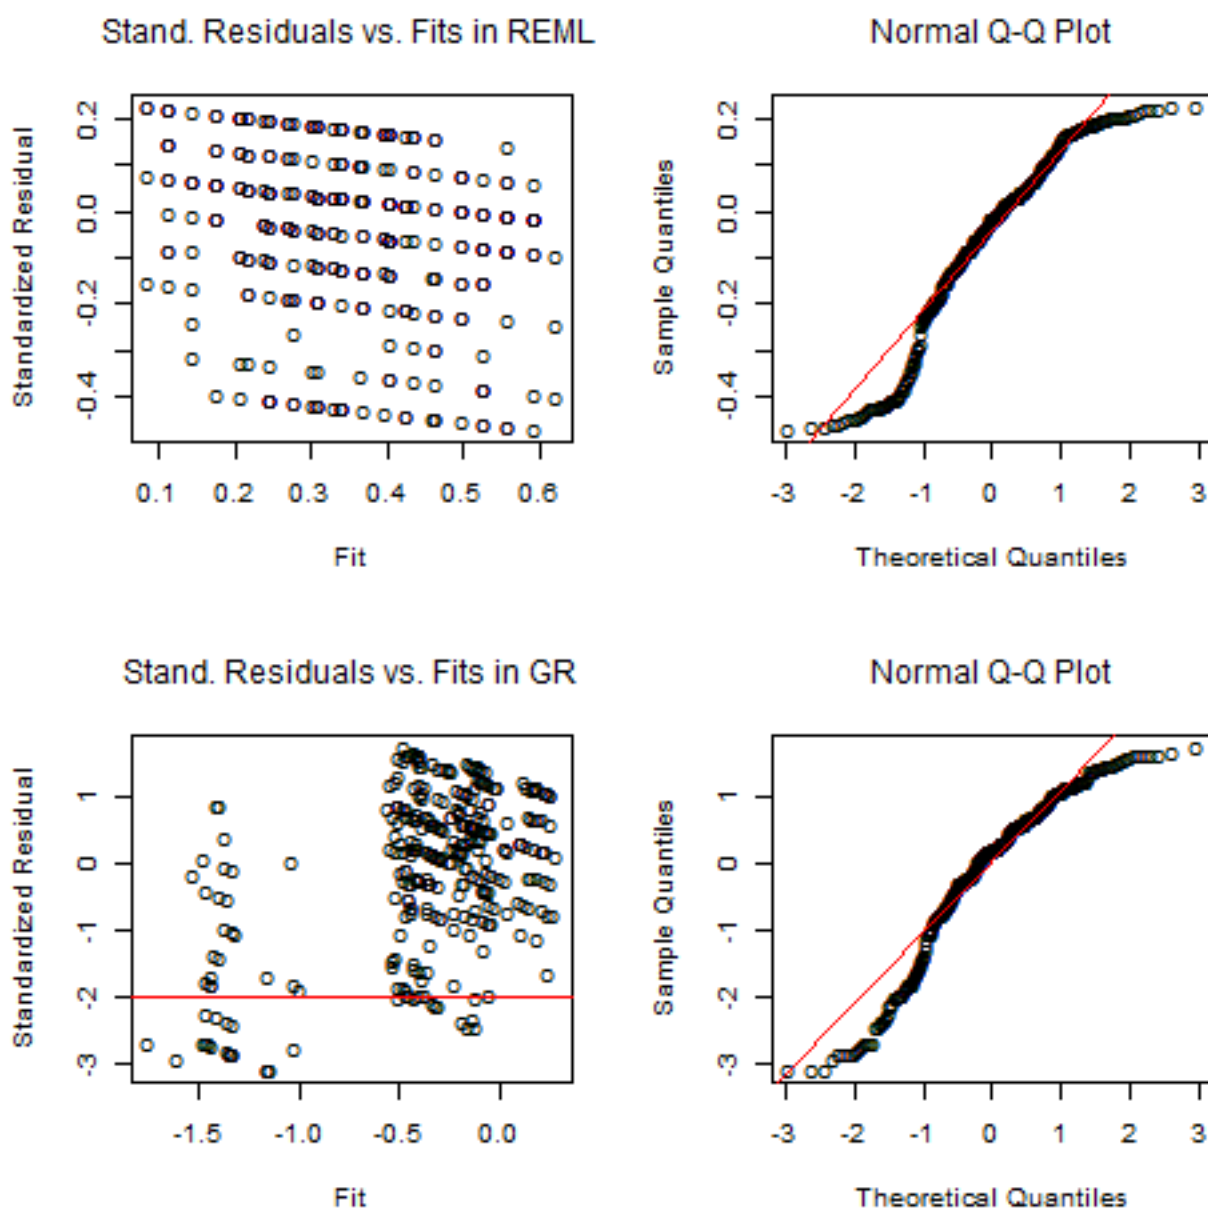 Stand. Residuals vs. Fits in REML
Standardized Residual
0.2
0.0
-0.2
-0.4
0.1 0.2 0.3 0.4 0.5 0.6
Fit
Normal Q-Q Plot
Sample Quantiles
0.2
0.0
-0.2
-0.4
-3 -2 -1 0 1 2 3
Theoretical Quantiles
Stand. Residuals vs. Fits in GR
Standardized Residual
1
0
-1
-2
-3
-1.5 -1.0 -0.5 0.0
Fit
Normal Q-Q Plot
Sample Quantiles
1
0
-1
-2
-3
-3 -2 -1 0 1 2 3
Theoretical Quantiles